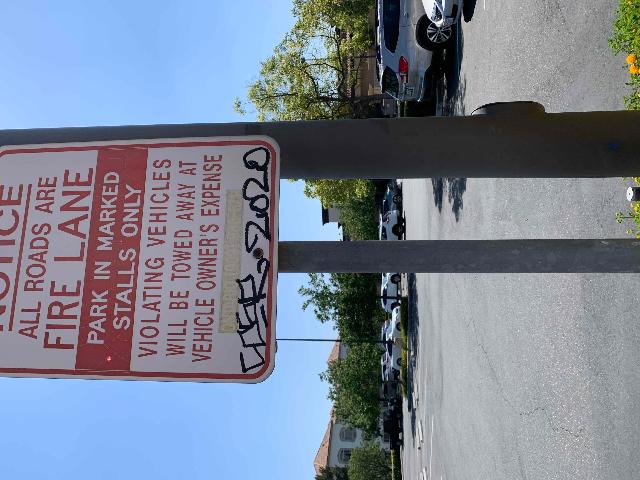 NOTICE
ALL ROADS ARE
FIRE LANE
PARK IN MARKED
STALLS ONLY
VIOLATING VEHICLES
WILL BE TOWED AWAY AT
VEHICLE OWNER'S EXPENSE
2020